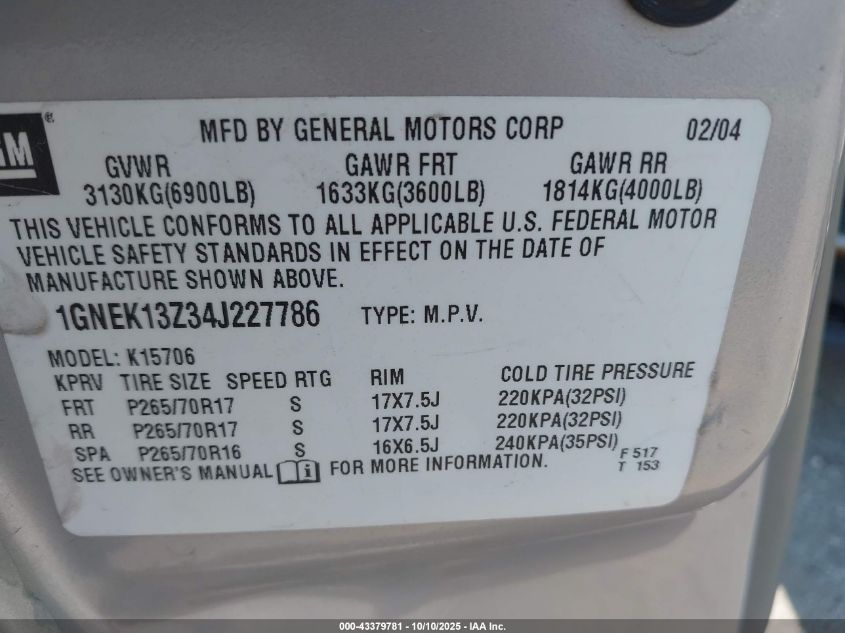 GM®
MFD BY GENERAL MOTORS CORP 02/04
GVWR GAWR FRT GAWR RR
3130KG(6900LB) 1633KG(3600LB) 1814KG(4000LB)
THIS VEHICLE CONFORMS TO ALL APPLICABLE U.S. FEDERAL MOTOR
VEHICLE SAFETY STANDARDS IN EFFECT ON THE DATE OF
MANUFACTURE SHOWN ABOVE.
1GNEK13Z34J227786 TYPE: M.P.V.
MODEL: K15706
KPRV TIRE SIZE SPEED RTG RIM COLD TIRE PRESSURE
FRT P265/70R17 S 17X7.5J 220KPA(32PSI)
RR P265/70R17 S 17X7.5J 220KPA(32PSI)
SPA P265/70R16 S 16X6.5J 240KPA(35PSI) F 517
SEE OWNER'S MANUAL i FOR MORE INFORMATION. T 153
000-43379781 - 10/10/2025 - IAA Inc.